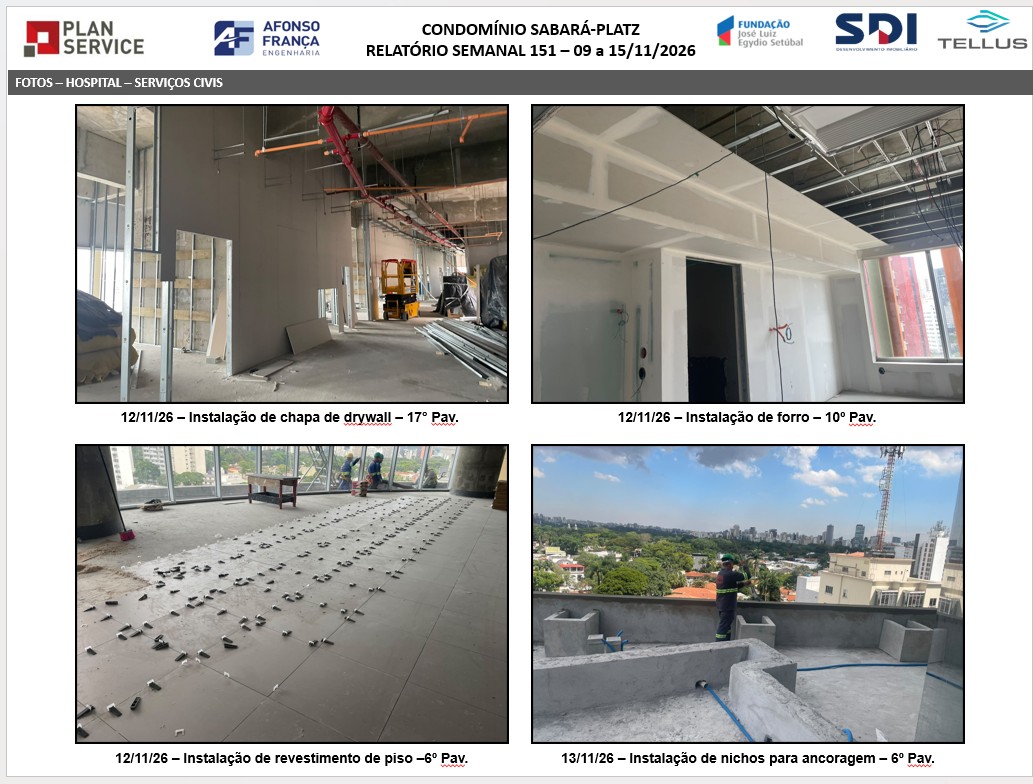 PLAN
SERVICE
AFONSO
FRANÇA
ENGENHARIA
CONDOMÍNIO SABARÁ-PLATZ
RELATÓRIO SEMANAL 151 – 09 a 15/11/2026
FUNDAÇÃO
José Luiz
Egydio Setúbal
SDI
DESENVOLVIMENTO IMOBILIÁRIO
TELLUS
FOTOS – HOSPITAL – SERVIÇOS CIVIS
12/11/26 – Instalação de chapa de drywall – 17° Pav.
12/11/26 – Instalação de forro – 10º Pav.
12/11/26 – Instalação de revestimento de piso –6º Pav.
13/11/26 – Instalação de nichos para ancoragem – 6º Pav.